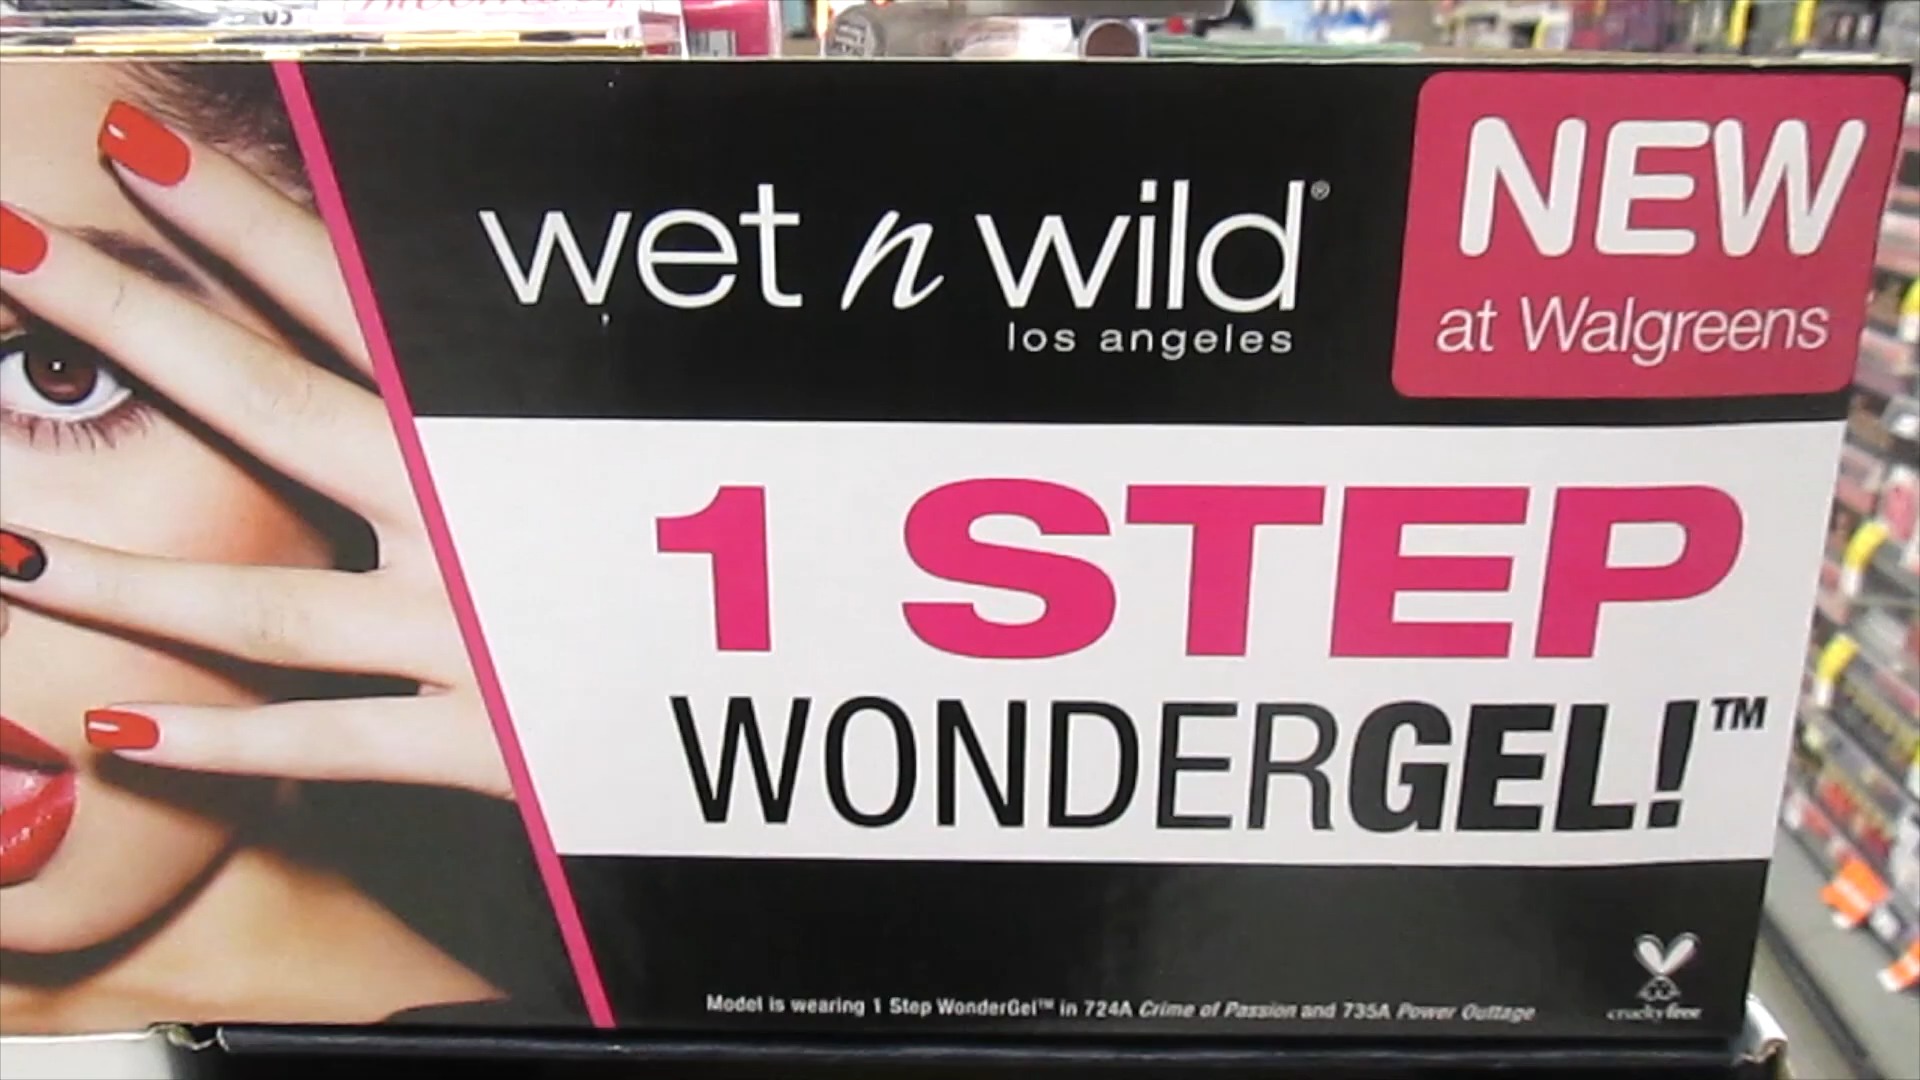 wet n wild®
los angeles
NEW
at Walgreens
1 STEP
WONDERGEL!™
Model is wearing 1 Step WonderGel™ in 724A Crime of Passion and 735A Power Outtage
crueltyfree